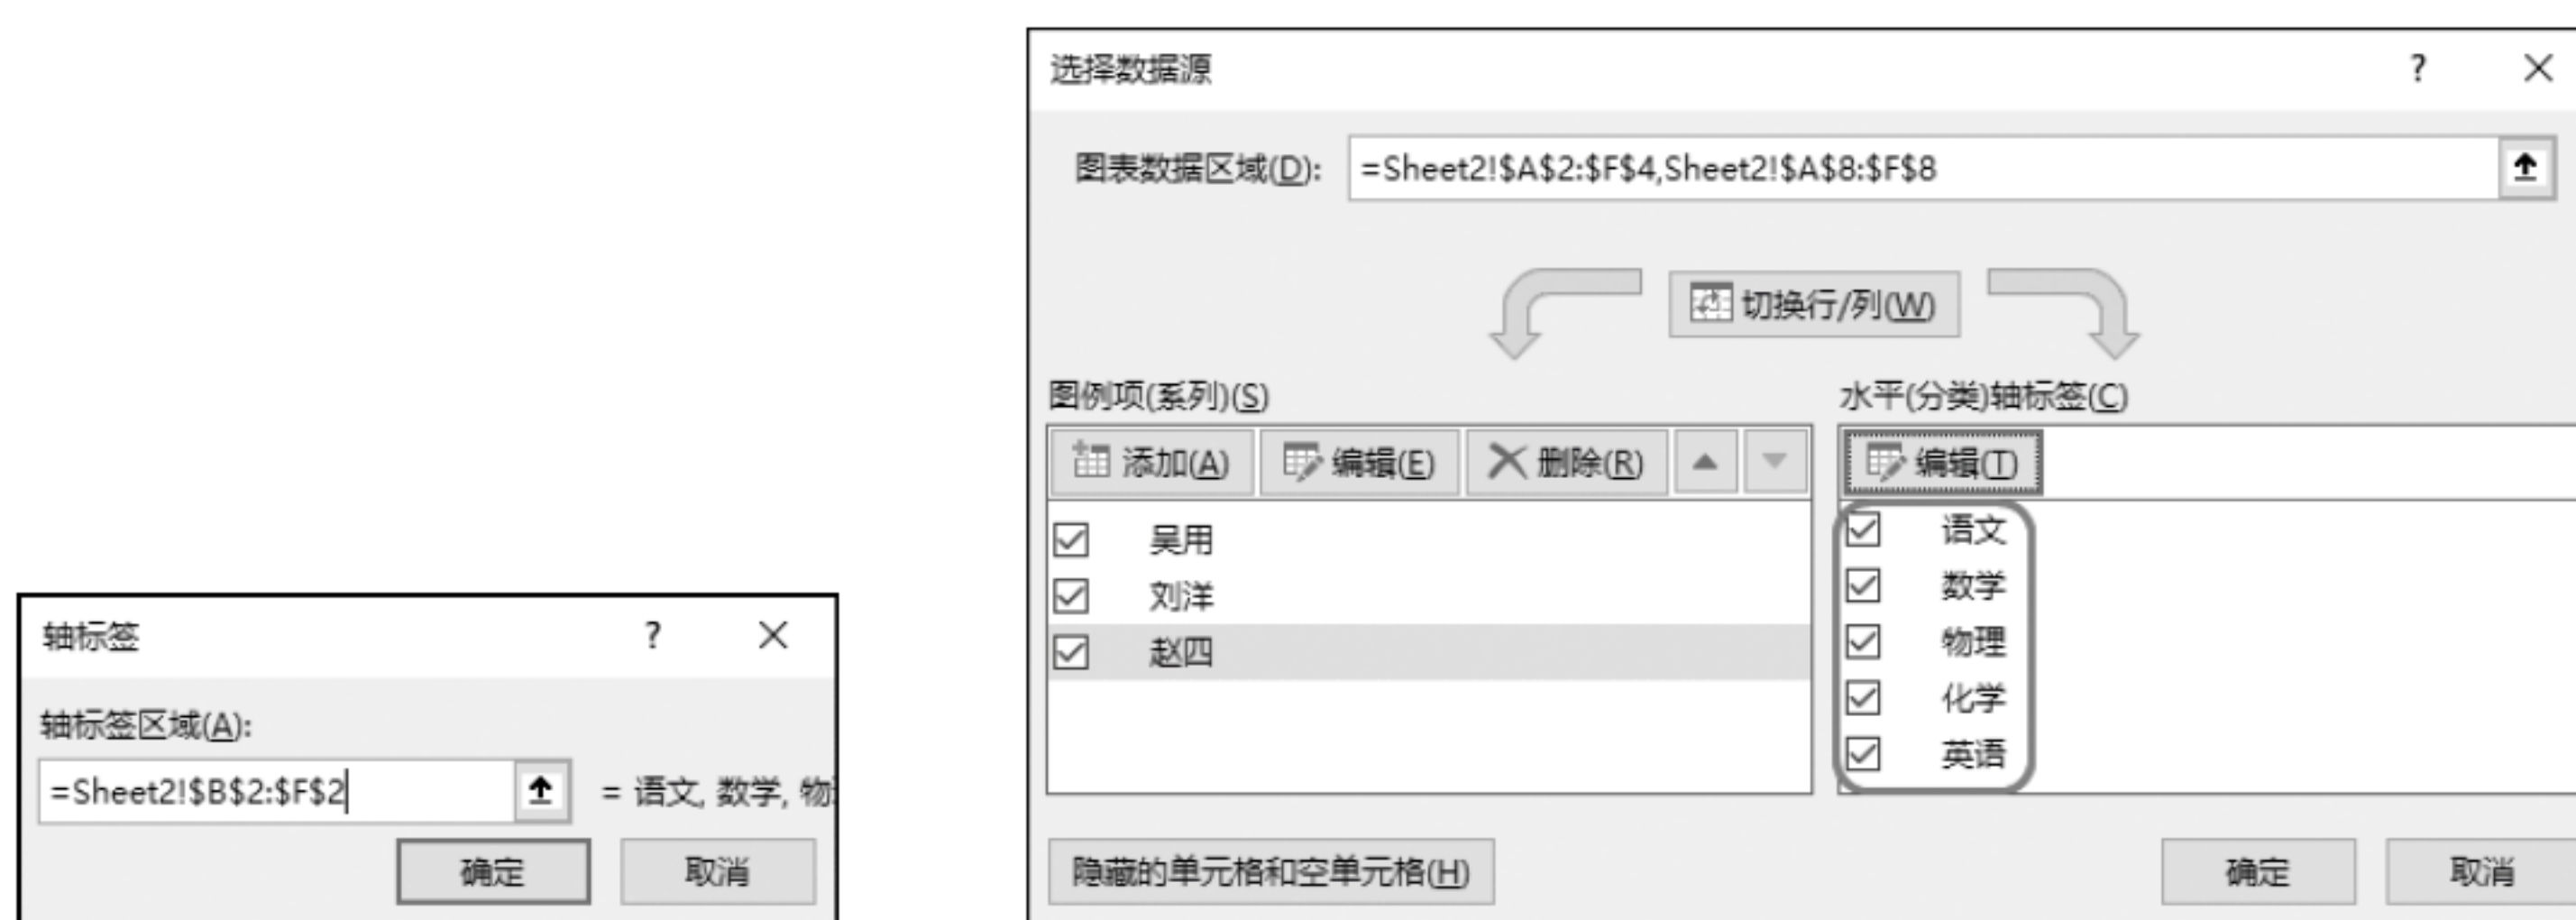 轴标签 ? ×
轴标签区域(A):
=Sheet2!$B$2:$F$2 = 语文, 数学, 物
确定 取消
选择数据源 ? ×
图表数据区域(D): =Sheet2!$A$2:$F$4,Sheet2!$A$8:$F$8
切换行/列(W)
图例项(系列)(S)
添加(A) 编辑(E) 删除(R)
吴用
刘洋
赵四
水平(分类)轴标签(C)
编辑(T)
语文
数学
物理
化学
英语
隐藏的单元格和空单元格(H) 确定 取消